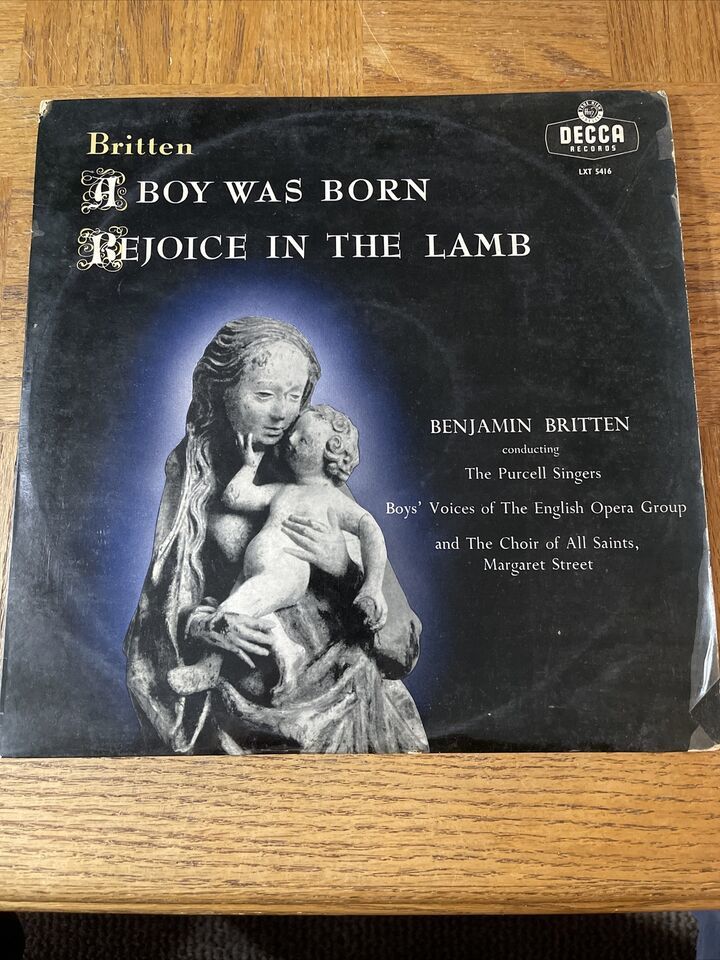 Britten
A BOY WAS BORN
REJOICE IN THE LAMB
DECCA
RECORDS
LXT 5416
BENJAMIN BRITTEN
conducting
The Purcell Singers
Boys' Voices of The English Opera Group
and The Choir of All Saints,
Margaret Street